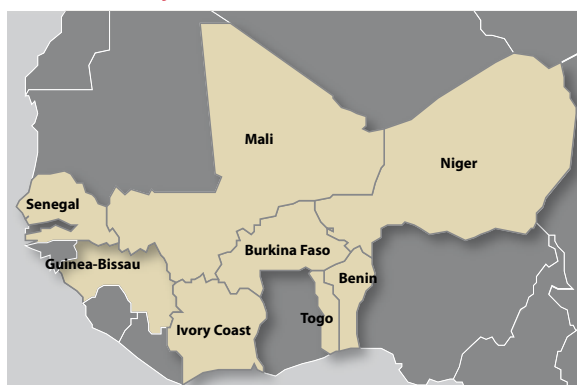 Mali
Niger
Senegal
Burkina Faso
Guinea-Bissau
Benin
Togo
Ivory Coast